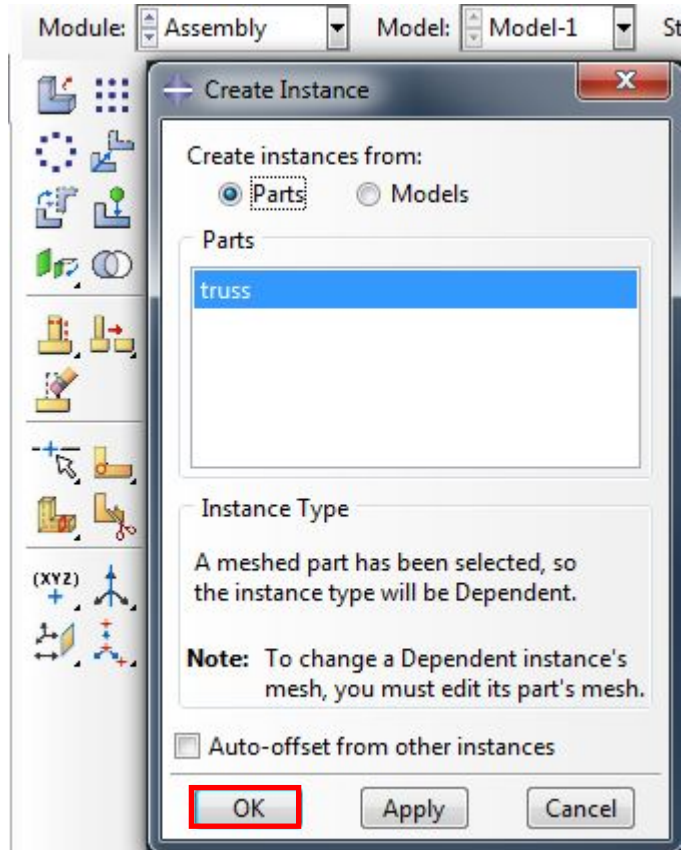 Module: Assembly Model: Model-1 St
Create Instance
Create instances from:
Parts Models
Parts
truss
Instance Type
A meshed part has been selected, so
the instance type will be Dependent.
Note: To change a Dependent instance's
mesh, you must edit its part's mesh.
(XYZ)
Auto-offset from other instances
OK Apply Cancel